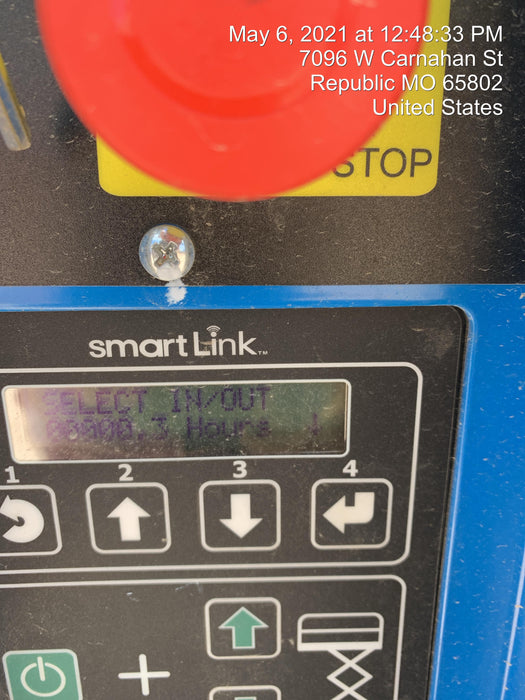 May 6, 2021 at 12:48:33 PM
7096 W Carnahan St
Republic MO 65802
United States
STOP
smartLink™
SELECT IN/OUT
00000.3 Hours
1 2 3 4